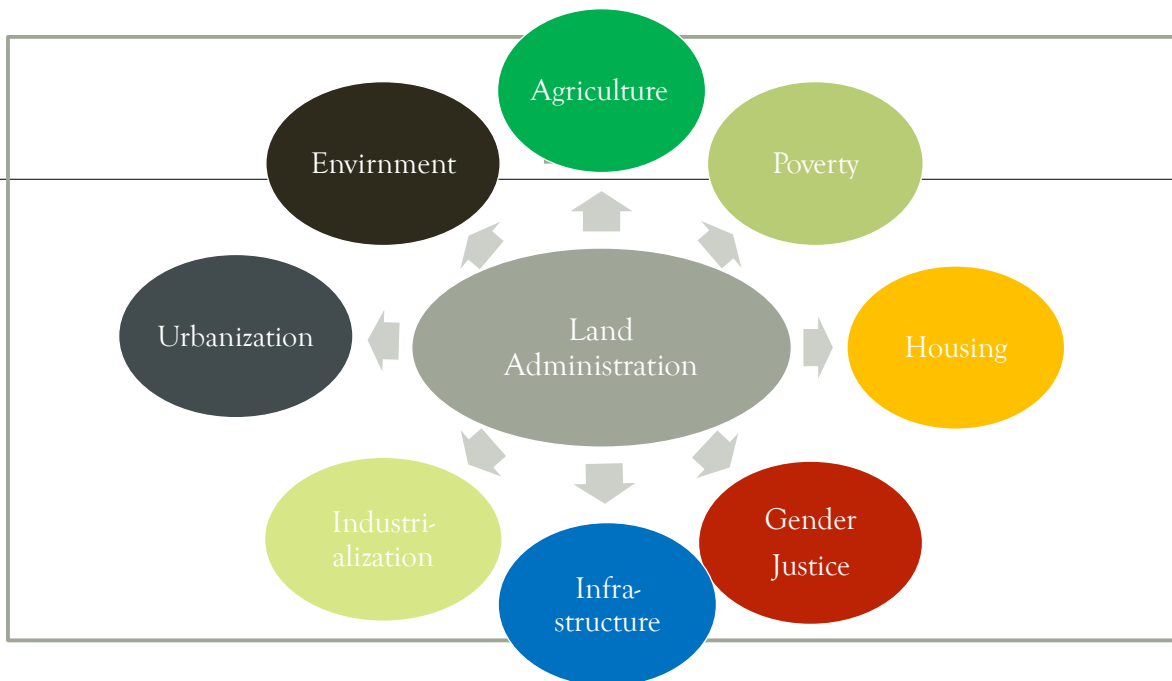 Agriculture
Envirnment
Poverty
Urbanization
Land
Administration
Housing
Industri-
alization
Gender
Justice
Infra-
structure